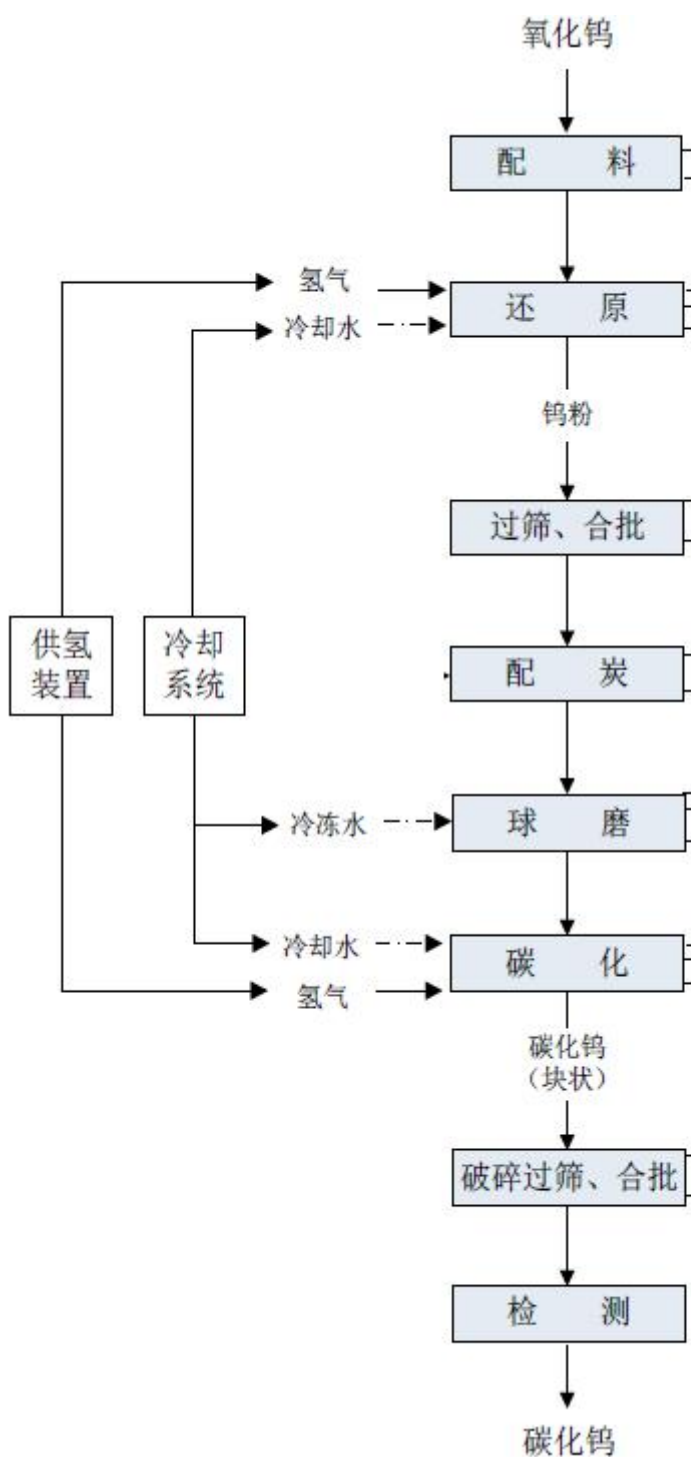 氧化钨
配 料
氢气
还 原
冷却水
钨粉
过筛、合批
供氢
装置
冷却
系统
配 炭
冷冻水
球 磨
冷却水
碳 化
氢气
碳化钨
（块状）
破碎过筛、合批
检 测
碳化钨